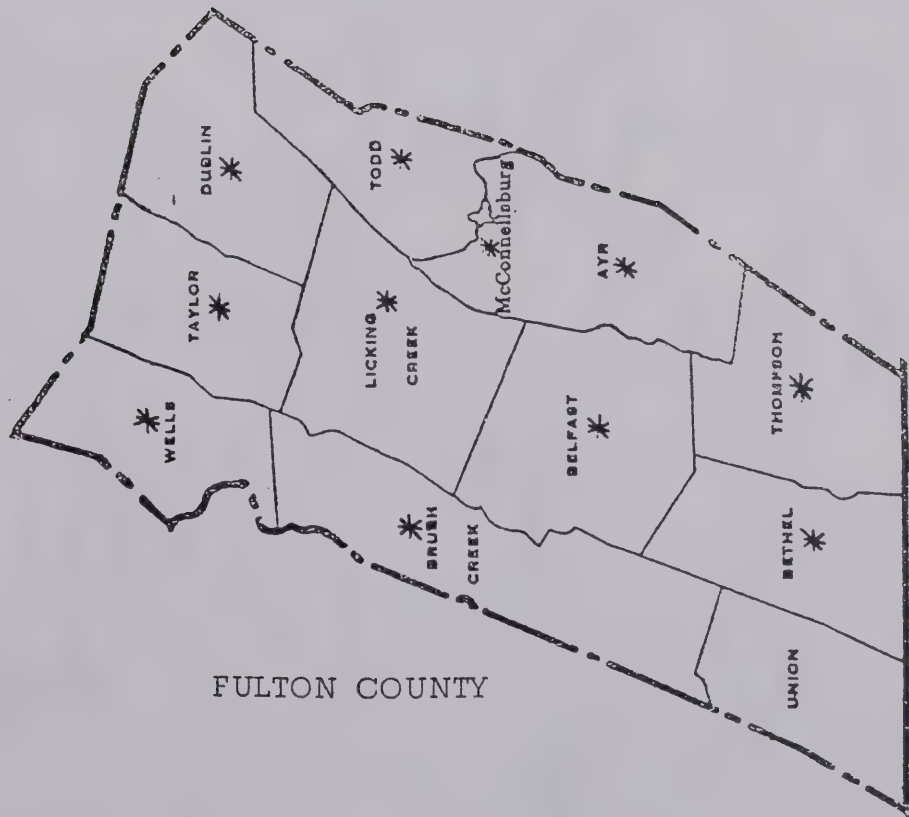 DUBLIN
TODD
TAYLOR
McConnellsburg
AYR
LICKING
CREEK
WELLS
THOMPSON
BELFAST
BRUSH
CREEK
BETHEL
FULTON COUNTY
UNION